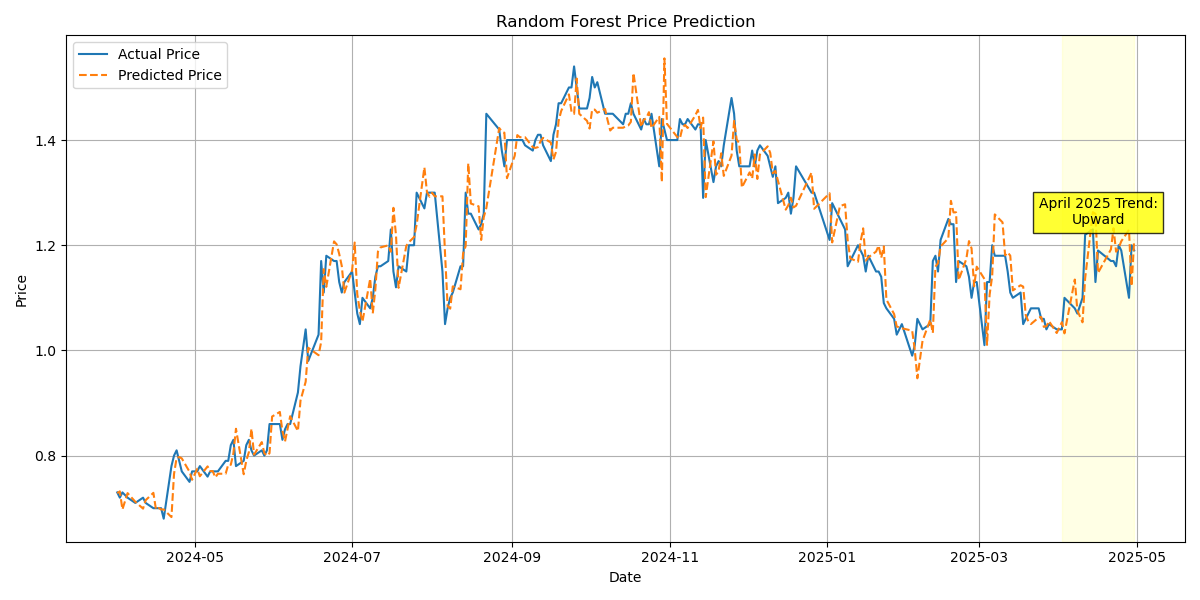 Random Forest Price Prediction
Actual Price
Predicted Price
April 2025 Trend:
Upward
Price
1.4
1.2
1.0
0.8
2024-05
2024-07
2024-09
2024-11
2025-01
2025-03
2025-05
Date